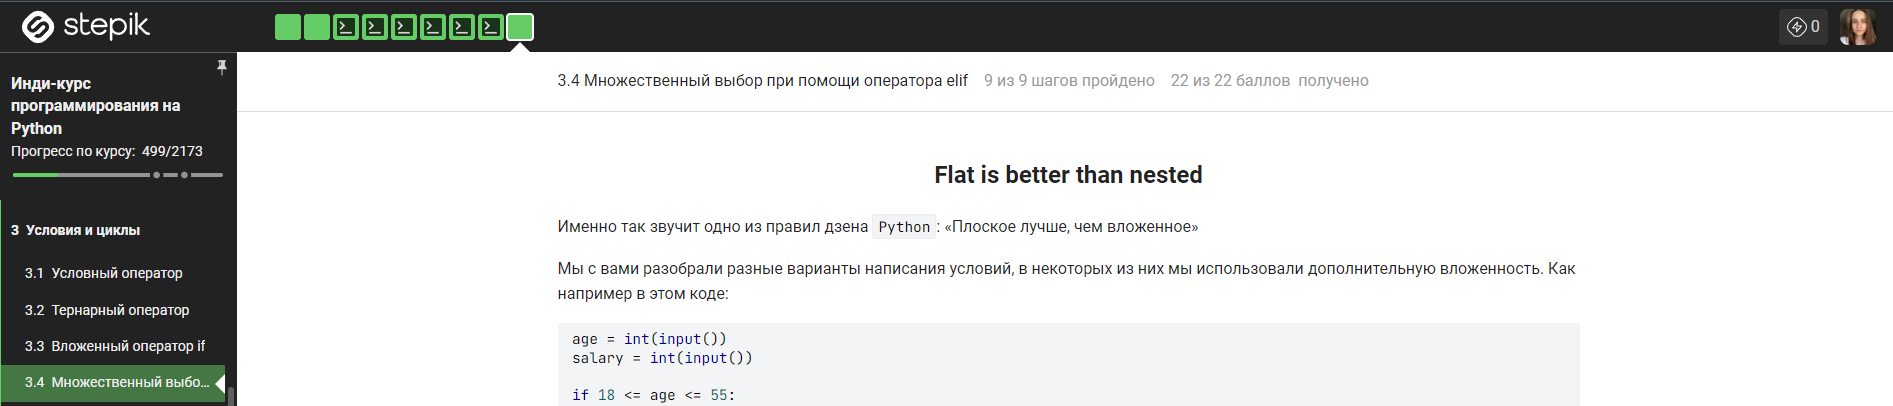 stepik
0
Инди-курс
программирования на
Python
Прогресс по курсу: 499/2173
3 Условия и циклы
3.1 Условный оператор
3.2 Тернарный оператор
3.3 Вложенный оператор if
3.4 Множественный выбо...
3.4 Множественный выбор при помощи оператора elif 9 из 9 шагов пройдено 22 из 22 баллов получено
Flat is better than nested
Именно так звучит одно из правил дзена Python: «Плоское лучше, чем вложенное»
Мы с вами разобрали разные варианты написания условий, в некоторых из них мы использовали дополнительную вложенность. Как
например в этом коде:
age = int(input())
salary = int(input())
if 18 <= age <= 55: